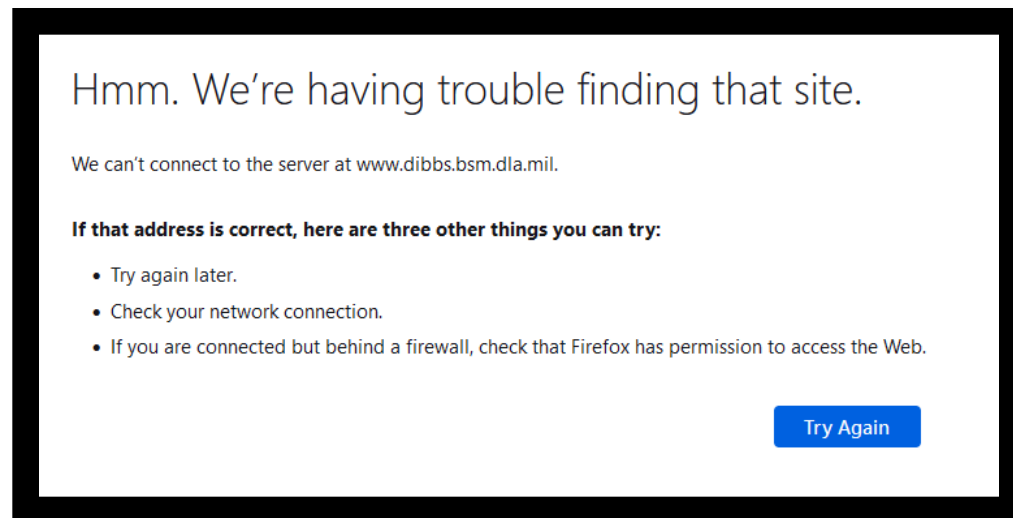 Hmm. We’re having trouble finding that site.
We can’t connect to the server at www.dibbs.bsm.dla.mil.
If that address is correct, here are three other things you can try:
• Try again later.
• Check your network connection.
• If you are connected but behind a firewall, check that Firefox has permission to access the Web.
Try Again